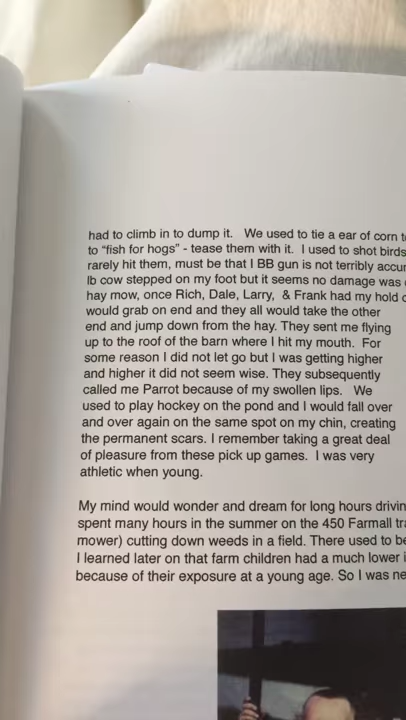 had to climb in to dump it. We used to tie a ear of corn
to “fish for hogs” - tease them with it. I used to shot birds
rarely hit them, must be that I BB gun is not terribly
lb cow stepped on my foot but it seems no damage was
hay mow, once Rich, Dale, Larry, & Frank had my hold
would grab on end and they all would take the other
end and jump down from the hay. They sent me flying
up to the roof of the barn where I hit my mouth. For
some reason I did not let go but I was getting higher
and higher it did not seem wise. They subsequently
called me Parrot because of my swollen lips. We
used to play hockey on the pond and I would fall over
and over again on the same spot on my chin, creating
the permanent scars. I remember taking a great deal
of pleasure from these pick up games. I was very
athletic when young.
My mind would wonder and dream for long hours
spent many hours in the summer on the 450 Farmall
mower) cutting down weeds in a field. There used to
I learned later on that farm children had a much lower
because of their exposure at a young age. So I was